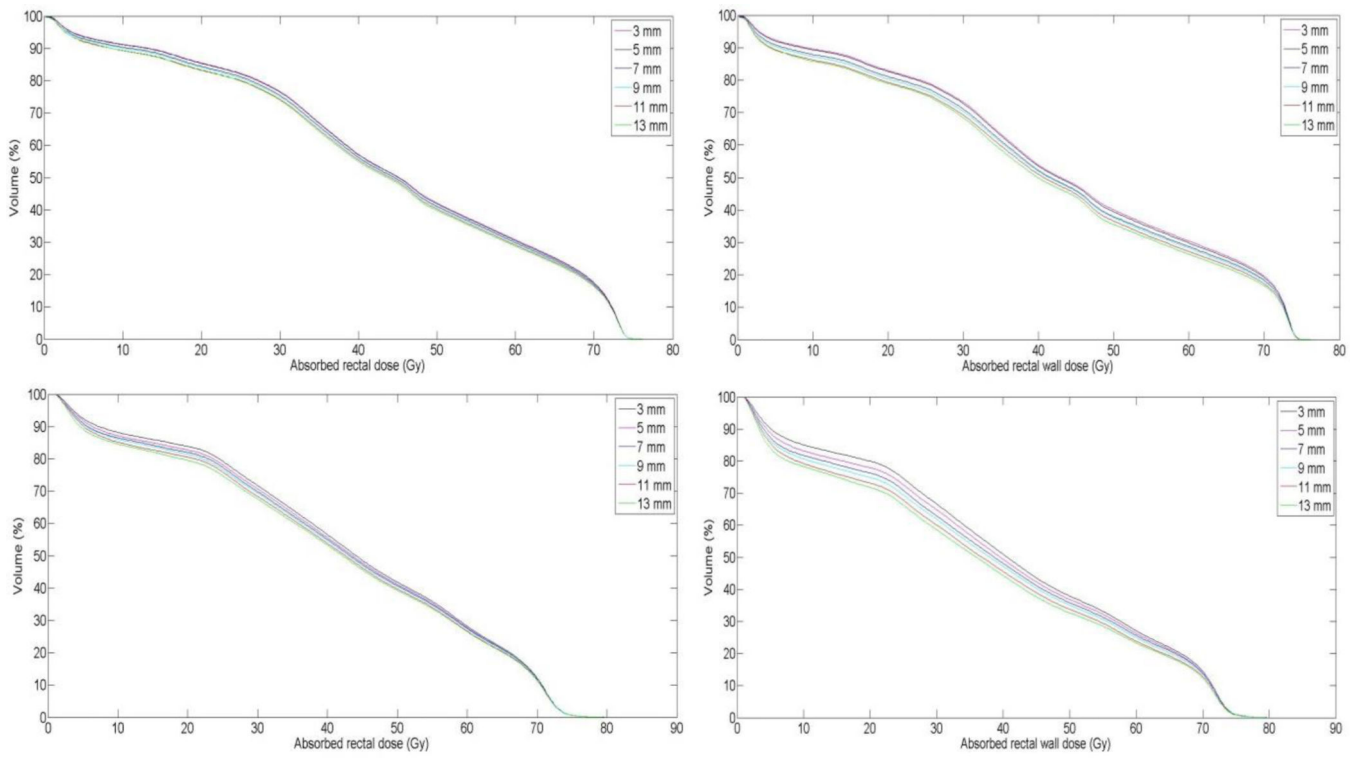 100
90
80
70
60
50
40
30
20
10
0
Volume (%)
3 mm
5 mm
7 mm
9 mm
11 mm
13 mm
0 10 20 30 40 50 60 70 80
Absorbed rectal dose (Gy)
100
90
80
70
60
50
40
30
20
10
0
Volume (%)
3 mm
5 mm
7 mm
9 mm
11 mm
13 mm
0 10 20 30 40 50 60 70 80
Absorbed rectal wall dose (Gy)
100
90
80
70
60
50
40
30
20
10
0
Volume (%)
3 mm
5 mm
7 mm
9 mm
11 mm
13 mm
0 10 20 30 40 50 60 70 80 90
Absorbed rectal dose (Gy)
100
90
80
70
60
50
40
30
20
10
0
Volume (%)
3 mm
5 mm
7 mm
9 mm
11 mm
13 mm
0 10 20 30 40 50 60 70 80 90
Absorbed rectal wall dose (Gy)